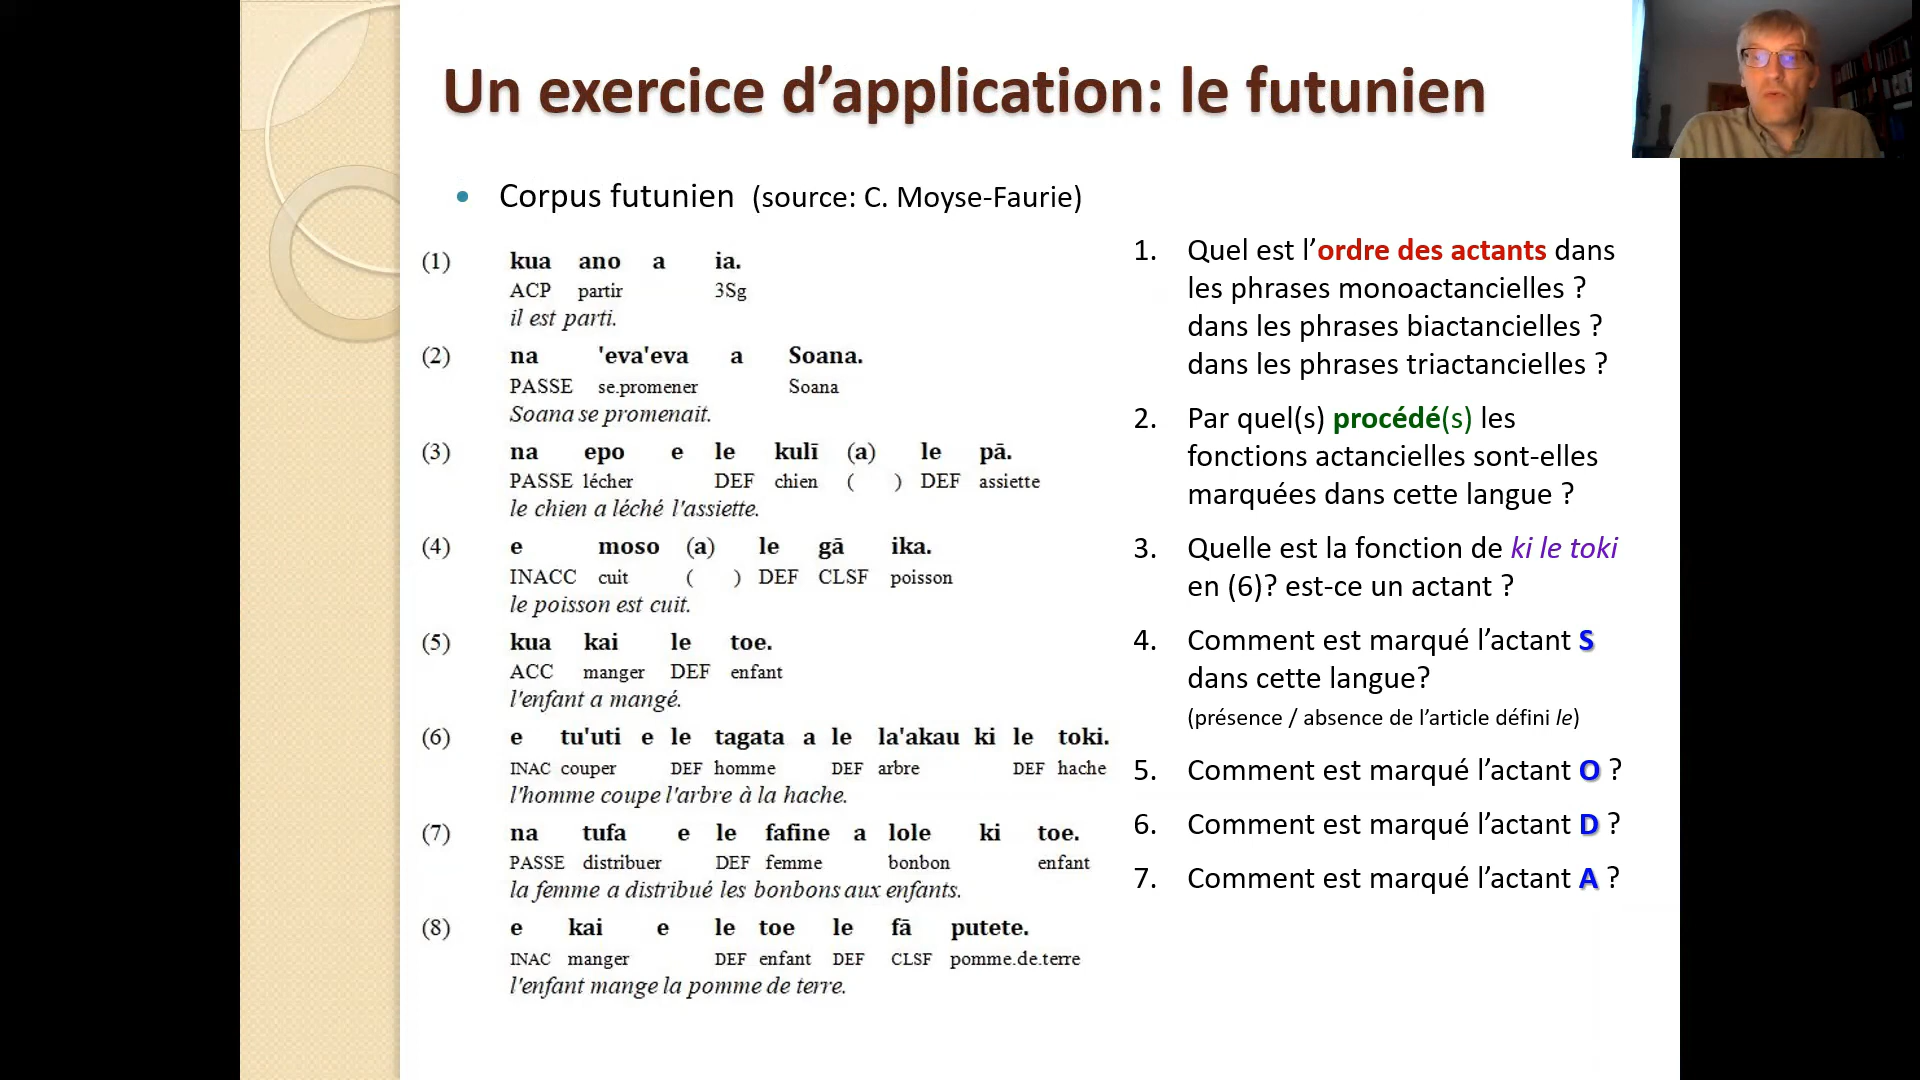 Un exercice d’application: le futunien
• Corpus futunien (source: C. Moyse-Faurie)
(1) kua ano a ia.
ACP partir 3Sg
il est parti.
(2) na 'eva'eva a Soana.
PASSE se.promener Soana
Soana se promenait.
(3) na epo e le kulī (a) le pā.
PASSE lécher DEF chien ( ) DEF assiette
le chien a léché l'assiette.
(4) e moso (a) le gā ika.
INACC cuit ( ) DEF CLSF poisson
le poisson est cuit.
(5) kua kai le toe.
ACC manger DEF enfant
l'enfant a mangé.
(6) e tu'uti e le tagata a le la'akau ki le toki.
INAC couper DEF homme DEF arbre DEF hache
l'homme coupe l'arbre à la hache.
(7) na tufa e le fafine a lole ki toe.
PASSE distribuer DEF femme bonbon enfant
la femme a distribué les bonbons aux enfants.
(8) e kai e le toe le fā putete.
INAC manger DEF enfant DEF CLSF pomme.de.terre
l'enfant mange la pomme de terre.
1. Quel est l’ordre des actants dans
les phrases monoactancielles ?
dans les phrases biactancielles ?
dans les phrases triactancielles ?
2. Par quel(s) procédé(s) les
fonctions actancielles sont-elles
marquées dans cette langue ?
3. Quelle est la fonction de ki le toki
en (6)? est-ce un actant ?
4. Comment est marqué l’actant S
dans cette langue?
(présence / absence de l’article défini le)
5. Comment est marqué l’actant O ?
6. Comment est marqué l’actant D ?
7. Comment est marqué l’actant A ?